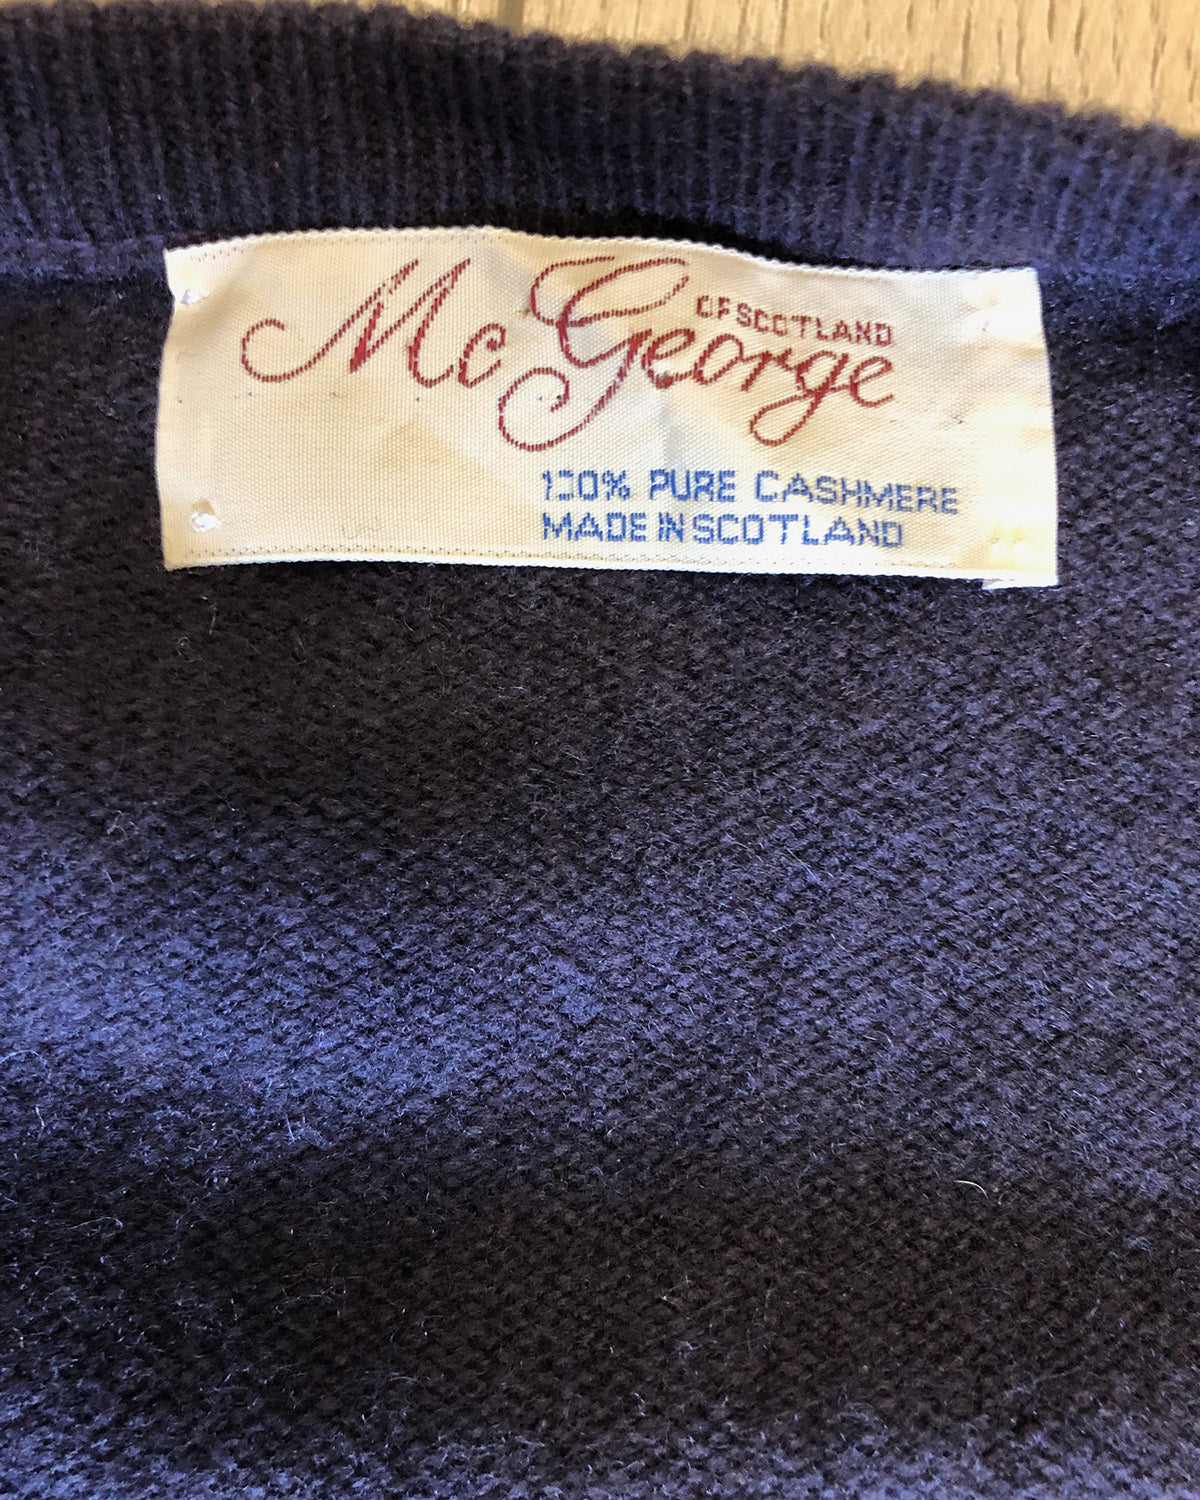 McGeorge
OF SCOTLAND
100% PURE CASHMERE
MADE IN SCOTLAND